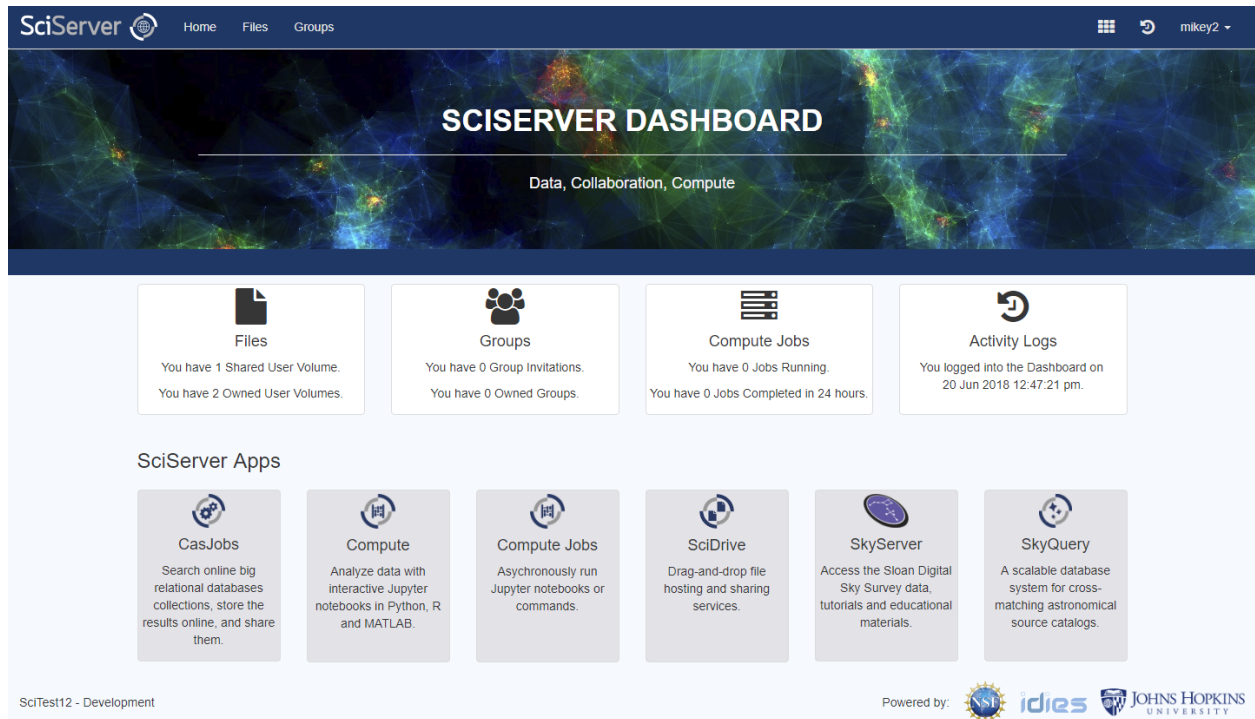 SciServer Home Files Groups mikey2
SCISERVER DASHBOARD
Data, Collaboration, Compute
Files
You have 1 Shared User Volume.
You have 2 Owned User Volumes.
Groups
You have 0 Group Invitations.
You have 0 Owned Groups.
Compute Jobs
You have 0 Jobs Running.
You have 0 Jobs Completed in 24 hours.
Activity Logs
You logged into the Dashboard on
20 Jun 2018 12:47:21 pm.
SciServer Apps
CasJobs
Search online big
relational databases
collections, store the
results online, and share
them.
Compute
Analyze data with
interactive Jupyter
notebooks in Python, R
and MATLAB.
Compute Jobs
Asychronously run
Jupyter notebooks or
commands.
SciDrive
Drag-and-drop file
hosting and sharing
services.
SkyServer
Access the Sloan Digital
Sky Survey data,
tutorials and educational
materials.
SkyQuery
A scalable database
system for cross-
matching astronomical
source catalogs.
SciTest12 - Development
Powered by: NSF idies JOHNS HOPKINS
UNIVERSITY